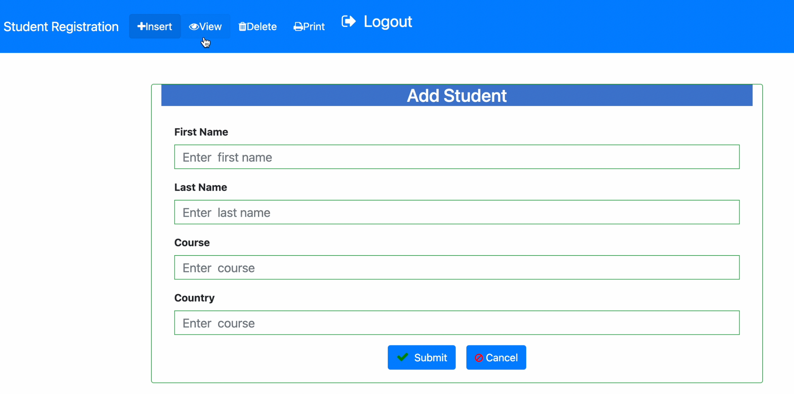 Student Registration Insert View Delete Print Logout
Add Student
First Name
Enter first name
Last Name
Enter last name
Course
Enter course
Country
Enter course
Submit Cancel